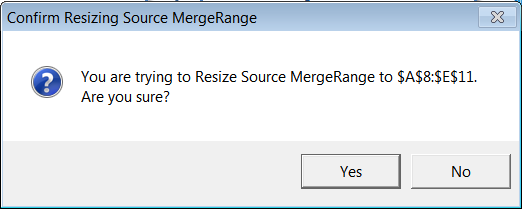 Confirm Resizing Source MergeRange
You are trying to Resize Source MergeRange to $A$8:$E$11.
Are you sure?
Yes
No